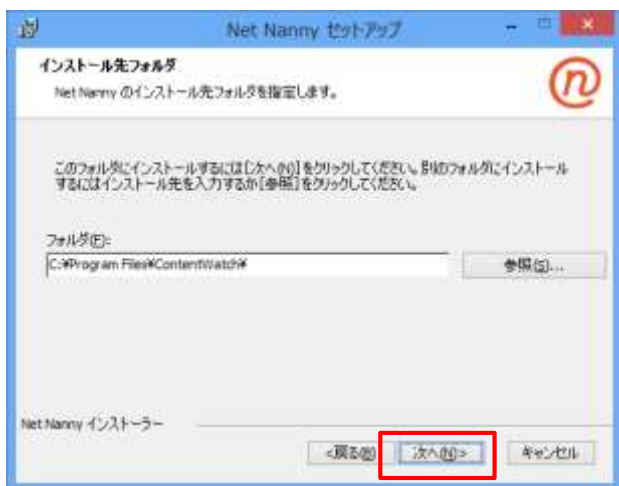 Net Nanny セットアップ
インストール先フォルダ
Net Nanny のインストール先フォルダを指定します。
このフォルダにインストールするには[次へ(N)]をクリックしてください。別のフォルダにインストール
するにはインストール先を入力するか[参照]をクリックしてください。
フォルダ(F):
C:¥Program Files¥ContentWatch¥
参照(S)...
Net Nanny インストーラー
<戻る(B)
次へ(N)>
キャンセル